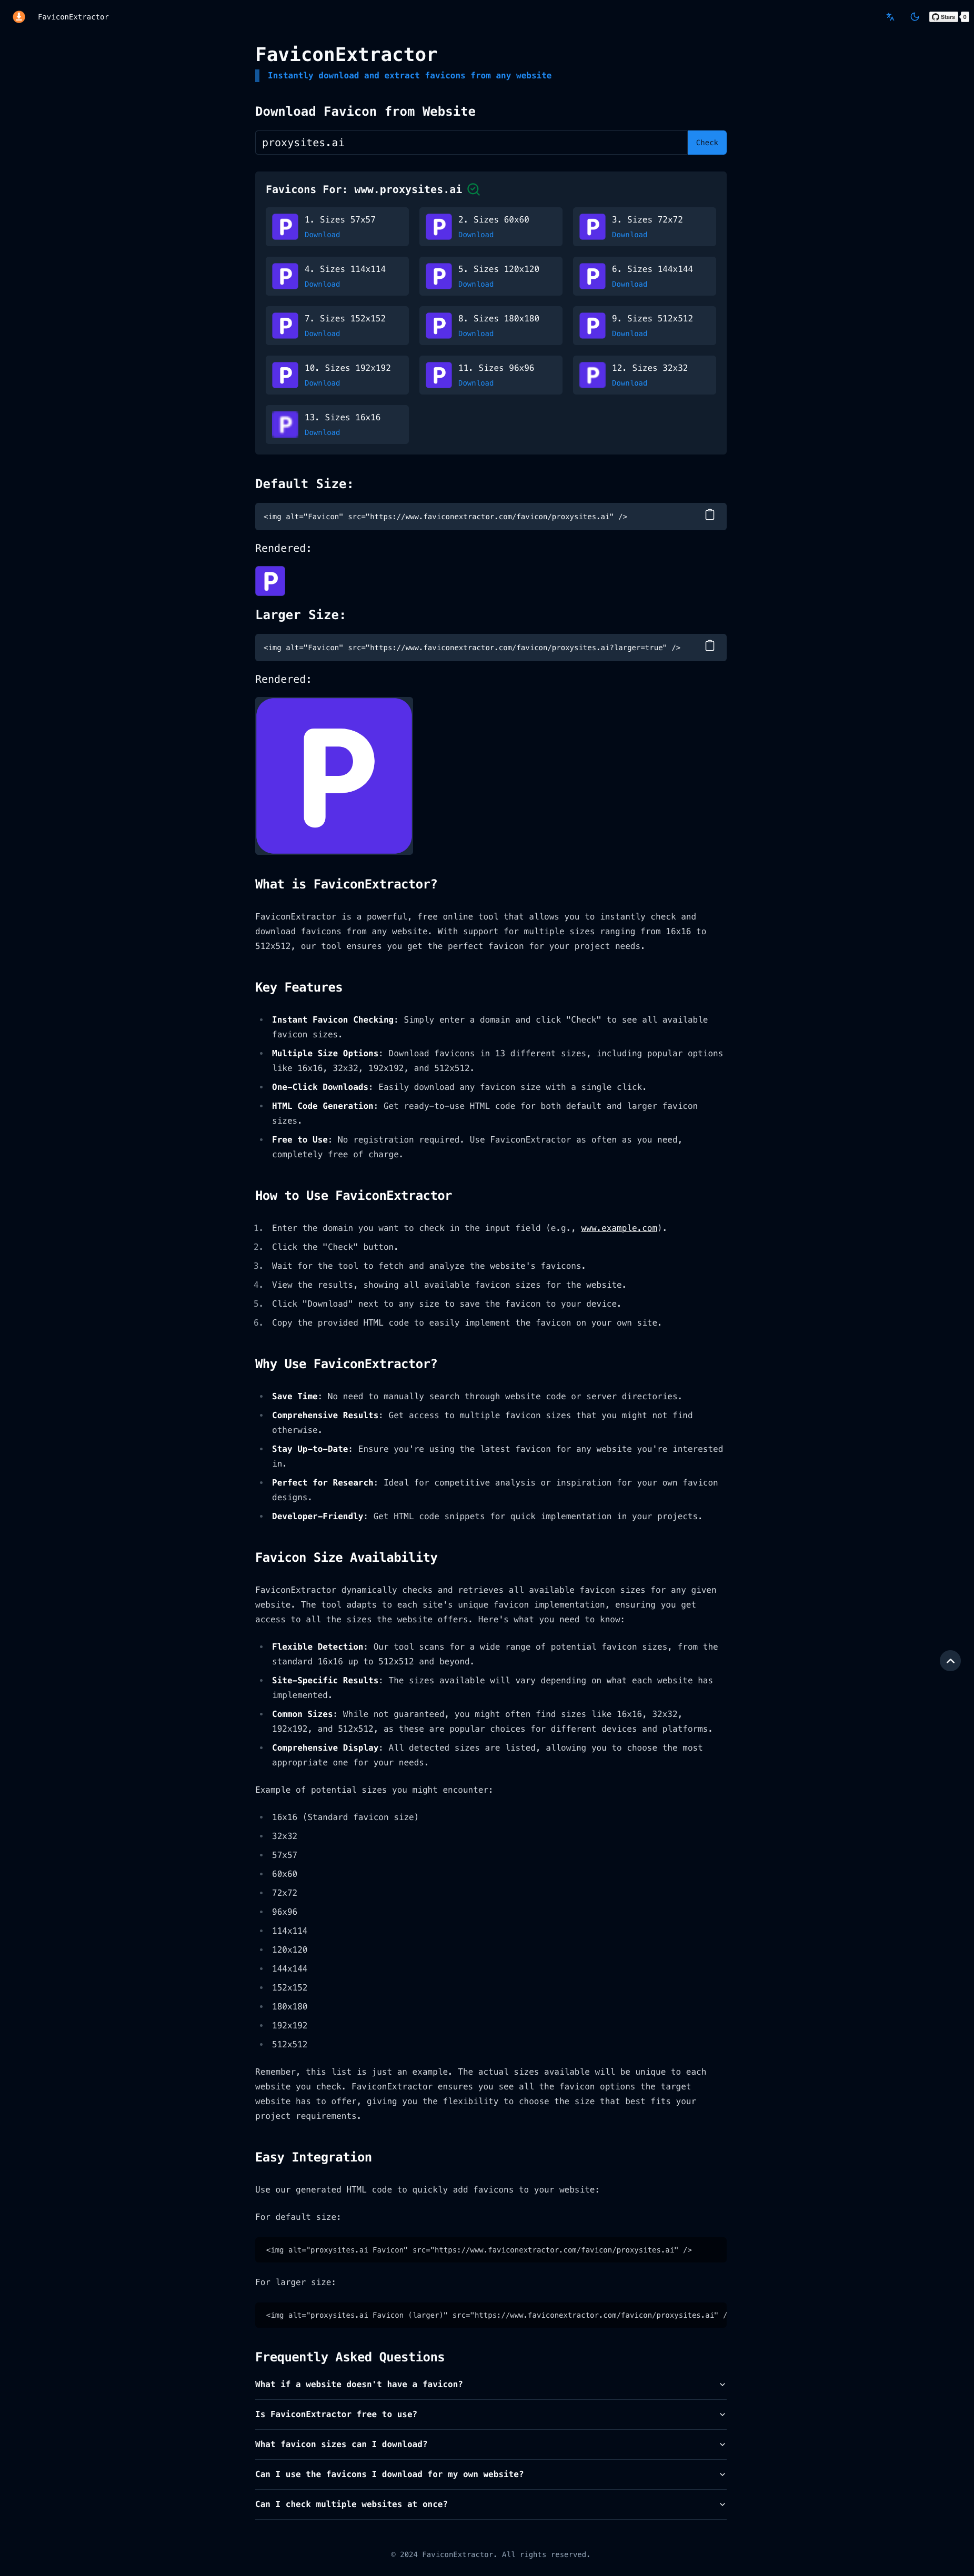 FaviconExtractor
Stars
0
FaviconExtractor
Instantly download and extract favicons from any website
Download Favicon from Website
proxysites.ai
Check
Favicons For: www.proxysites.ai
P 1. Sizes 57x57
Download
P 2. Sizes 60x60
Download
P 3. Sizes 72x72
Download
P 4. Sizes 114x114
Download
P 5. Sizes 120x120
Download
P 6. Sizes 144x144
Download
P 7. Sizes 152x152
Download
P 8. Sizes 180x180
Download
P 9. Sizes 512x512
Download
P 10. Sizes 192x192
Download
P 11. Sizes 96x96
Download
P 12. Sizes 32x32
Download
P 13. Sizes 16x16
Download
Default Size:
<img alt="Favicon" src="https://www.faviconextractor.com/favicon/proxysites.ai" />
Rendered:
P
Larger Size:
<img alt="Favicon" src="https://www.faviconextractor.com/favicon/proxysites.ai?larger=true" />
Rendered:
P
What is FaviconExtractor?
FaviconExtractor is a powerful, free online tool that allows you to instantly check and
download favicons from any website. With support for multiple sizes ranging from 16x16 to
512x512, our tool ensures you get the perfect favicon for your project needs.
Key Features
Instant Favicon Checking: Simply enter a domain and click "Check" to see all available
favicon sizes.
Multiple Size Options: Download favicons in 13 different sizes, including popular options
like 16x16, 32x32, 192x192, and 512x512.
One-Click Downloads: Easily download any favicon size with a single click.
HTML Code Generation: Get ready-to-use HTML code for both default and larger favicon
sizes.
Free to Use: No registration required. Use FaviconExtractor as often as you need,
completely free of charge.
How to Use FaviconExtractor
1. Enter the domain you want to check in the input field (e.g., www.example.com).
2. Click the "Check" button.
3. Wait for the tool to fetch and analyze the website's favicons.
4. View the results, showing all available favicon sizes for the website.
5. Click "Download" next to any size to save the favicon to your device.
6. Copy the provided HTML code to easily implement the favicon on your own site.
Why Use FaviconExtractor?
Save Time: No need to manually search through website code or server directories.
Comprehensive Results: Get access to multiple favicon sizes that you might not find
otherwise.
Stay Up-to-Date: Ensure you're using the latest favicon for any website you're interested
in.
Perfect for Research: Ideal for competitive analysis or inspiration for your own favicon
designs.
Developer-Friendly: Get HTML code snippets for quick implementation in your projects.
Favicon Size Availability
FaviconExtractor dynamically checks and retrieves all available favicon sizes for any given
website. The tool adapts to each site's unique favicon implementation, ensuring you get
access to all the sizes the website offers. Here's what you need to know:
Flexible Detection: Our tool scans for a wide range of potential favicon sizes, from the
standard 16x16 up to 512x512 and beyond.
Site-Specific Results: The sizes available will vary depending on what each website has
implemented.
Common Sizes: While not guaranteed, you might often find sizes like 16x16, 32x32,
192x192, and 512x512, as these are popular choices for different devices and platforms.
Comprehensive Display: All detected sizes are listed, allowing you to choose the most
appropriate one for your needs.
Example of potential sizes you might encounter:
16x16 (Standard favicon size)
32x32
57x57
60x60
72x72
96x96
114x114
120x120
144x144
152x152
180x180
192x192
512x512
Remember, this list is just an example. The actual sizes available will be unique to each
website you check. FaviconExtractor ensures you see all the favicon options the target
website has to offer, giving you the flexibility to choose the size that best fits your
project requirements.
Easy Integration
Use our generated HTML code to quickly add favicons to your website:
For default size:
<img alt="proxysites.ai Favicon" src="https://www.faviconextractor.com/favicon/proxysites.ai" />
For larger size:
<img alt="proxysites.ai Favicon (larger)" src="https://www.faviconextractor.com/favicon/proxysites.ai" /
Frequently Asked Questions
What if a website doesn't have a favicon?
Is FaviconExtractor free to use?
What favicon sizes can I download?
Can I use the favicons I download for my own website?
Can I check multiple websites at once?
© 2024 FaviconExtractor. All rights reserved.